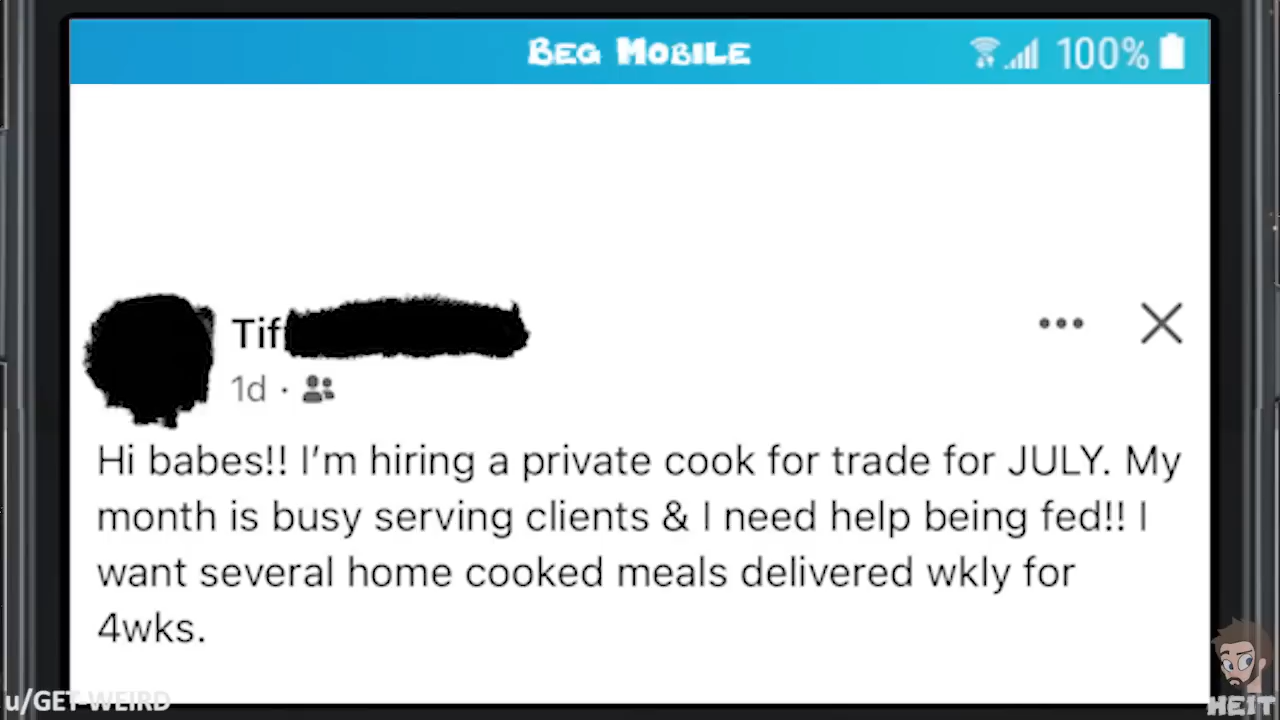 BEG MOBILE
100%
Tif
1d ·
Hi babes!! I’m hiring a private cook for trade for JULY. My
month is busy serving clients & I need help being fed!! I
want several home cooked meals delivered wkly for
4wks.
u/GET-WEIRD
HEIT